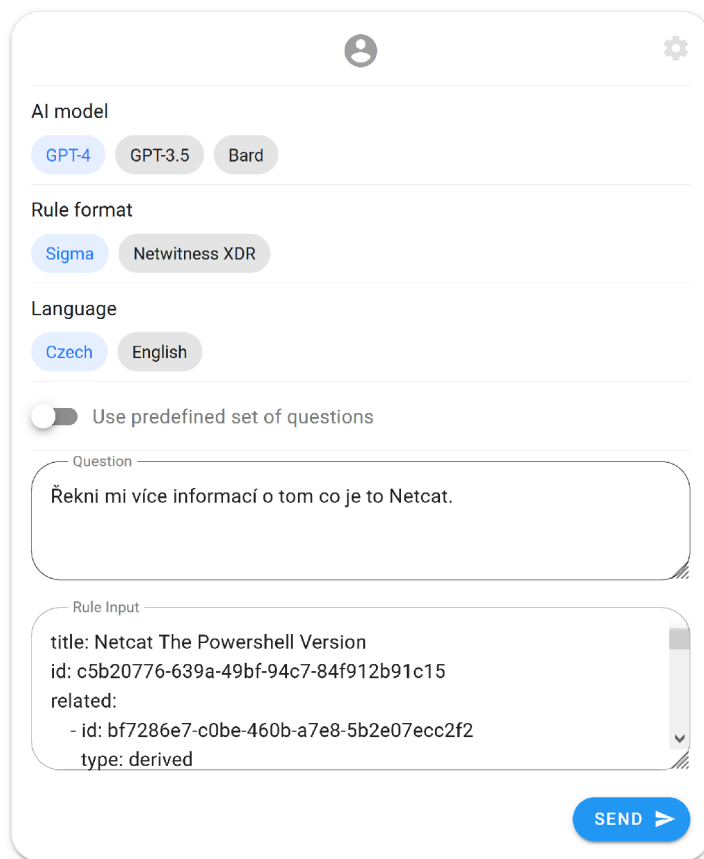 AI model
GPT-4 GPT-3.5 Bard
Rule format
Sigma Netwitness XDR
Language
Czech English
Use predefined set of questions
Question
Řekni mi více informací o tom co je to Netcat.
Rule Input
title: Netcat The Powershell Version
id: c5b20776-639a-49bf-94c7-84f912b91c15
related:
- id: bf7286e7-c0be-460b-a7e8-5b2e07ecc2f2
type: derived
SEND